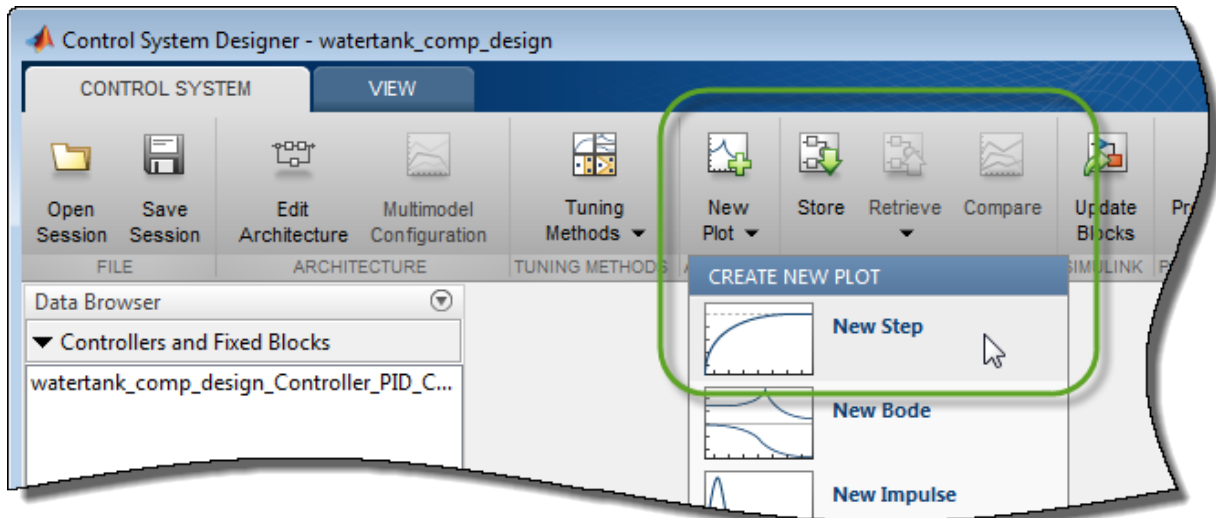 Control System Designer - watertank_comp_design
CONTROL SYSTEM
VIEW
Open Session
Save Session
Edit Architecture
Multimodel Configuration
Tuning Methods
New Plot
Store
Retrieve
Compare
Update Blocks
FILE
ARCHITECTURE
TUNING METHODS
SIMULINK
Data Browser
CREATE NEW PLOT
Controllers and Fixed Blocks
New Step
watertank_comp_design_Controller_PID_C...
New Bode
New Impulse